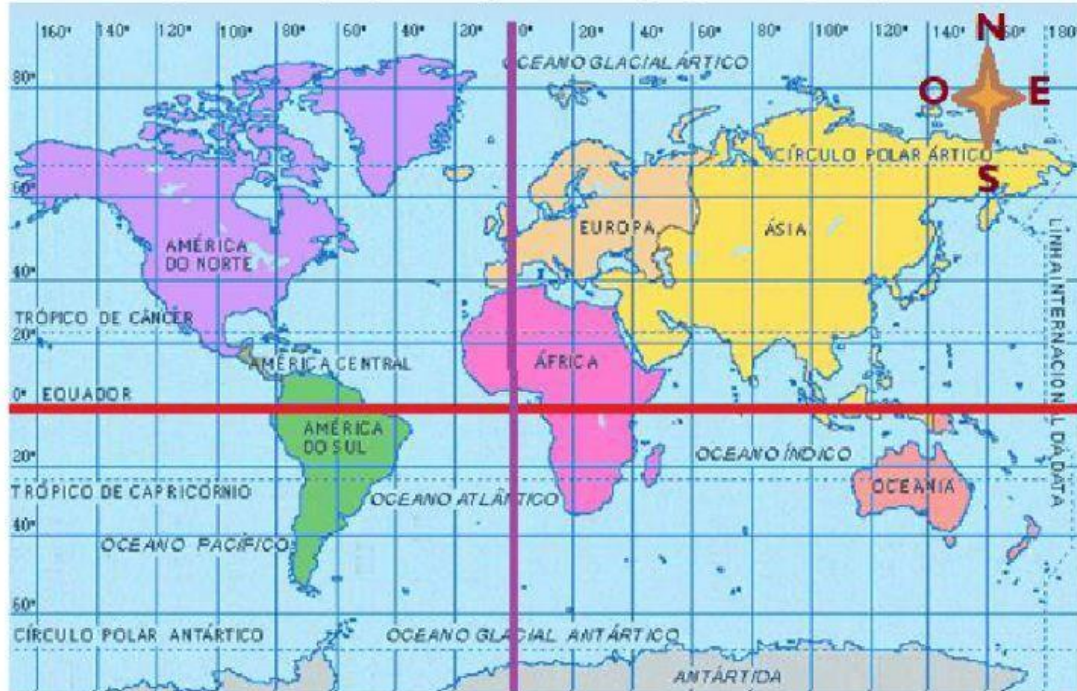 160° 140° 120° 100° 80° 60° 40° 20° 0° 20° 40° 60° 80° 100° 120° 140° 160° 180°
N
OCEANO GLACIAL ÁRTICO
80°
O E
CÍRCULO POLAR ÁRTICO
S
60°
EUROPA ÁSIA
AMÉRICA
DO NORTE
LINHA INTERNACIONAL DA DATA
40°
TRÓPICO DE CÂNCER
20°
AMÉRICA CENTRAL
ÁFRICA
0° EQUADOR
AMÉRICA
DO SUL
OCEANO ÍNDICO
20°
TRÓPICO DE CAPRICÓRNIO
OCEANO ATLÂNTICO
OCEANIA
40°
OCEANO PACÍFICO
60°
CÍRCULO POLAR ANTÁRTICO
OCEANO GLACIAL ANTÁRTICO
ANTÁRTIDA